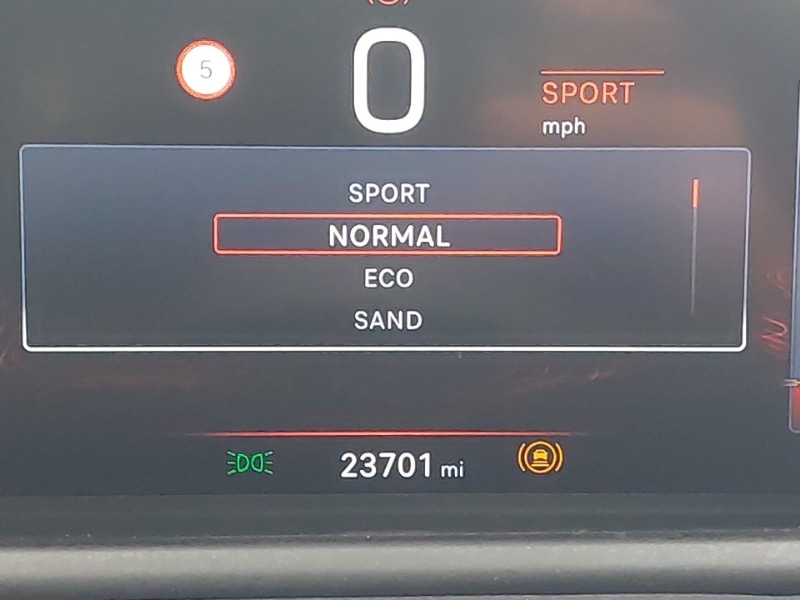 5
0
SPORT
mph
SPORT
NORMAL
ECO
SAND
23701 mi